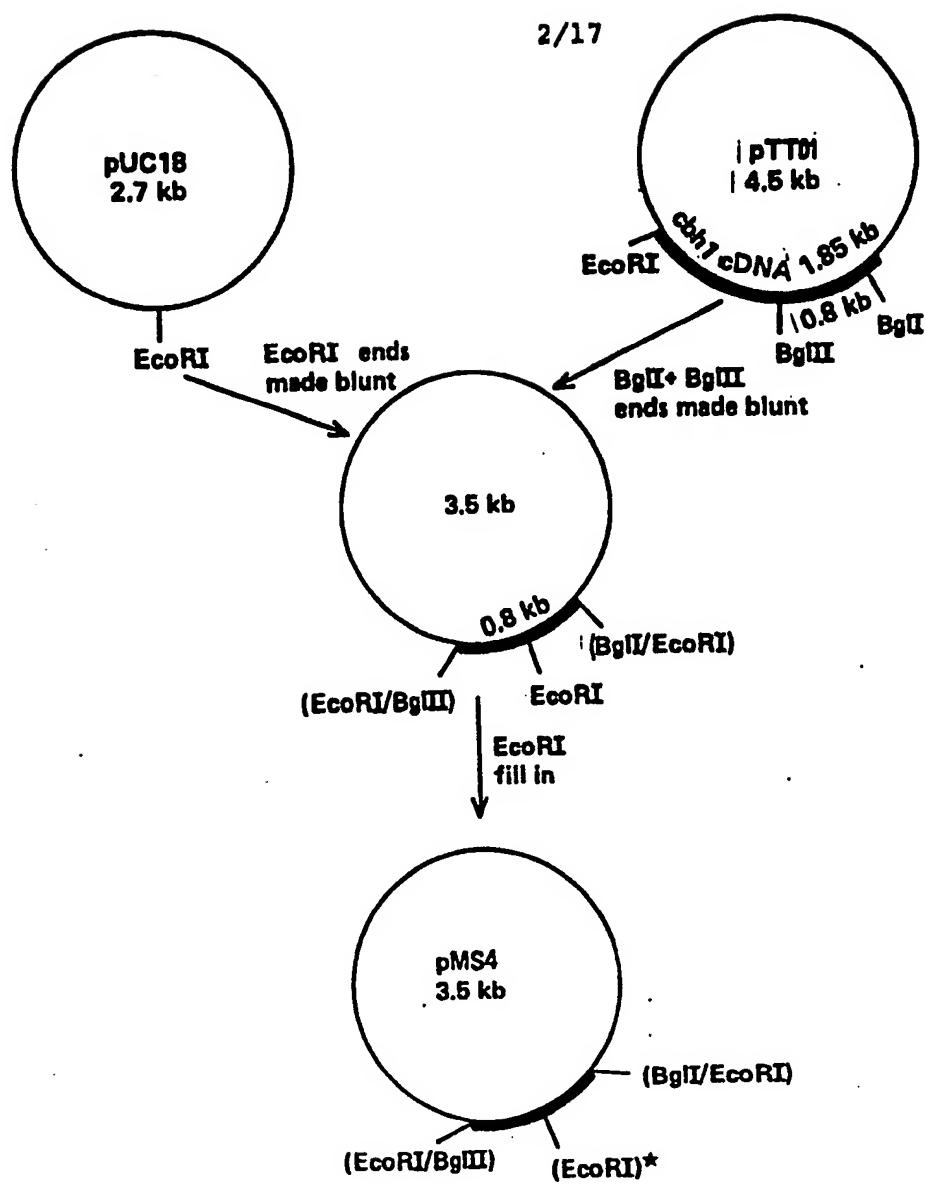 2/17
pUC18
2.7 kb
pTT01
4.5 kb
cbh1 cDNA 1.85 kb
EcoRI
0.8 kb
BglI
BglII
EcoRI
EcoRI ends
made blunt
BglI+ BglII
ends made blunt
3.5 kb
0.8 kb
(BglI/EcoRI)
(EcoRI/BglII)
EcoRI
EcoRI
fill in
pMS4
3.5 kb
(BglI/EcoRI)
(EcoRI/BglII)
(EcoRI)*